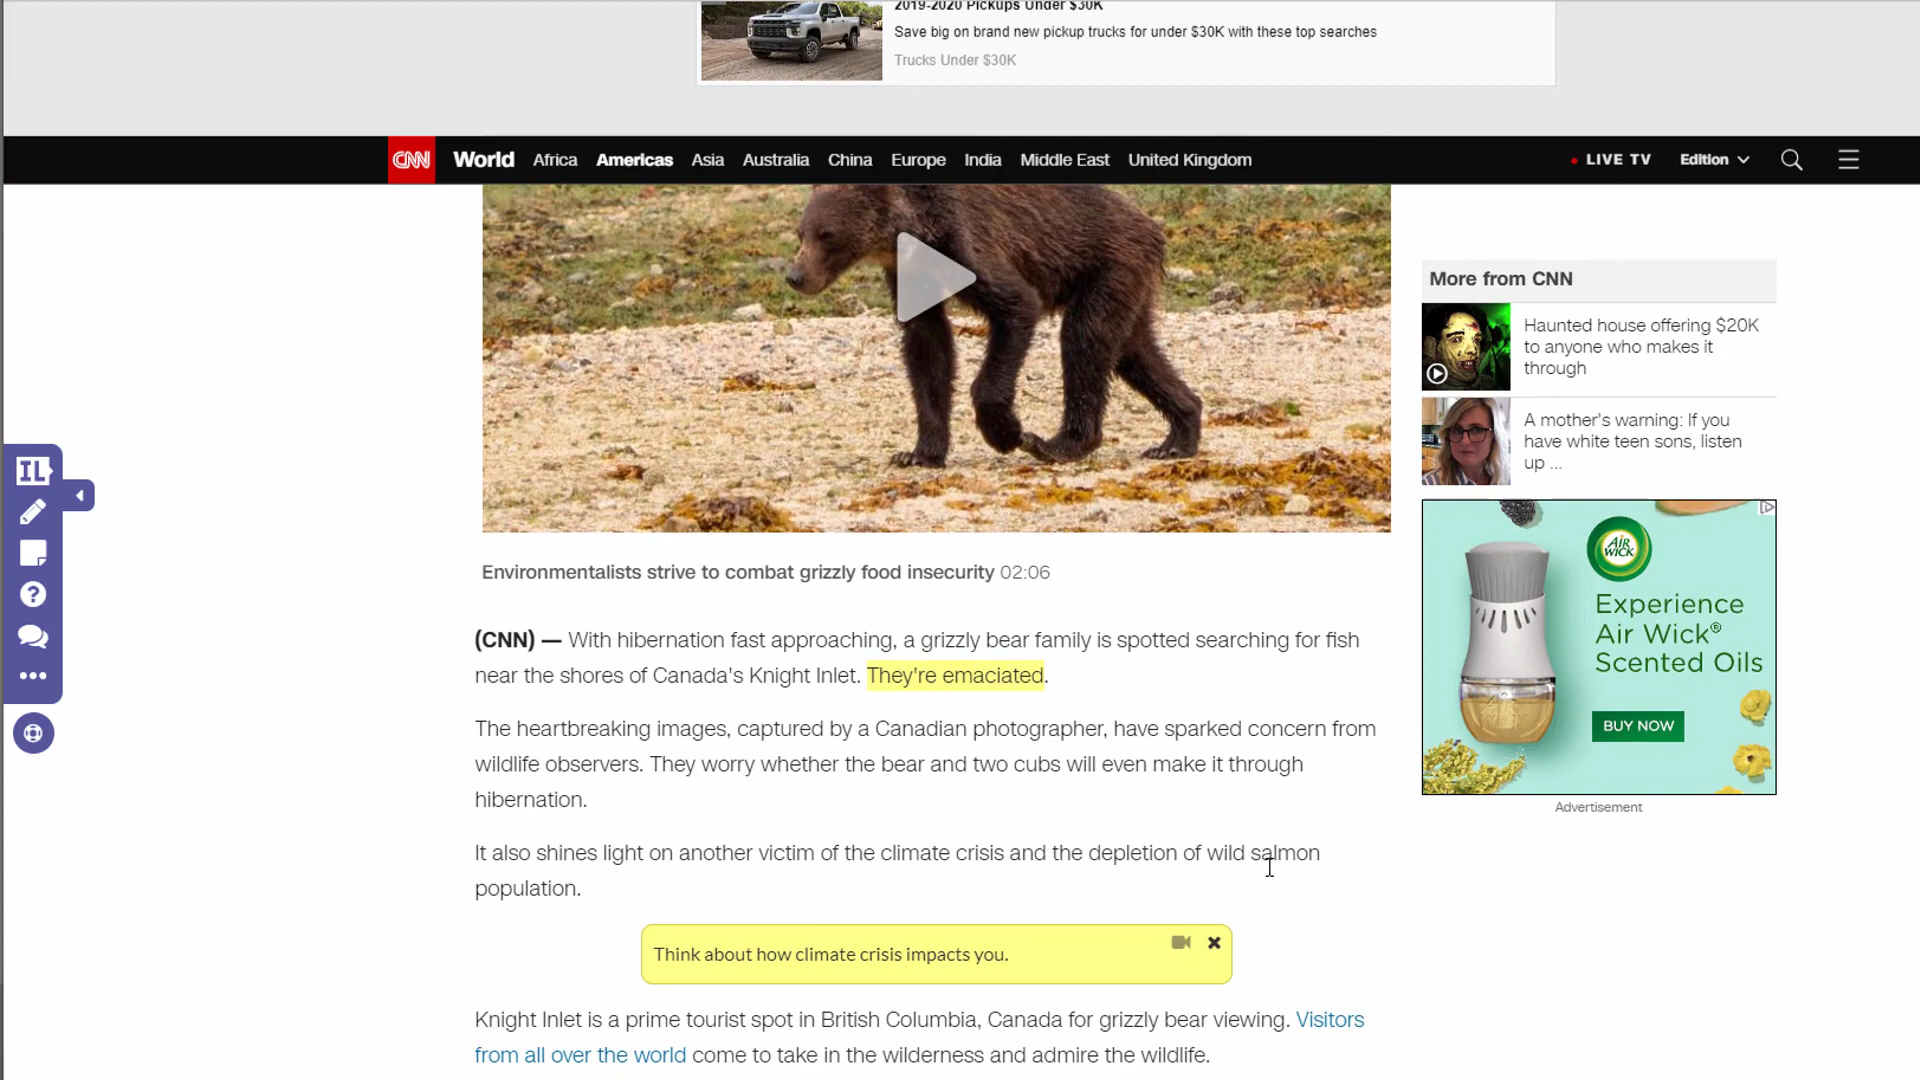 2019-2020 Pickups Under $30K
Save big on brand new pickup trucks for under $30K with these top searches
Trucks Under $30K
CNN World Africa Americas Asia Australia China Europe India Middle East United Kingdom LIVE TV Edition
More from CNN
Haunted house offering $20K
to anyone who makes it
through
A mother's warning: If you
have white teen sons, listen
up ...
IL
AIR
WICK
Experience
Air Wick®
Scented Oils
BUY NOW
Advertisement
Environmentalists strive to combat grizzly food insecurity 02:06
(CNN) — With hibernation fast approaching, a grizzly bear family is spotted searching for fish
near the shores of Canada's Knight Inlet. They're emaciated.
The heartbreaking images, captured by a Canadian photographer, have sparked concern from
wildlife observers. They worry whether the bear and two cubs will even make it through
hibernation.
It also shines light on another victim of the climate crisis and the depletion of wild salmon
population.
Think about how climate crisis impacts you.
Knight Inlet is a prime tourist spot in British Columbia, Canada for grizzly bear viewing. Visitors
from all over the world come to take in the wilderness and admire the wildlife.